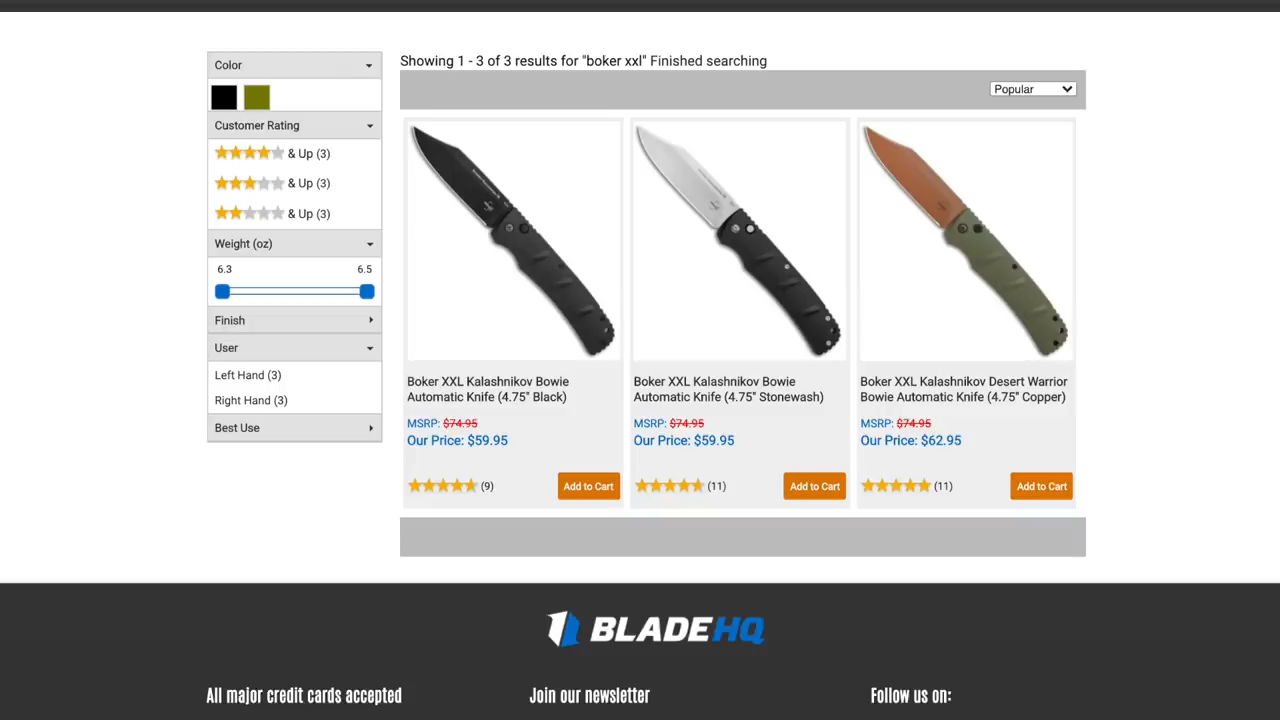 Color
Customer Rating
& Up (3)
& Up (3)
& Up (3)
Weight (oz)
6.3 6.5
Finish
User
Left Hand (3)
Right Hand (3)
Best Use
Showing 1 - 3 of 3 results for "boker xxl" Finished searching
Popular
Boker XXL Kalashnikov Bowie
Automatic Knife (4.75" Black)
MSRP: $74.95
Our Price: $59.95
(9) Add to Cart
Boker XXL Kalashnikov Bowie
Automatic Knife (4.75" Stonewash)
MSRP: $74.95
Our Price: $59.95
(11) Add to Cart
Boker XXL Kalashnikov Desert Warrior
Bowie Automatic Knife (4.75" Copper)
MSRP: $74.95
Our Price: $62.95
(11) Add to Cart
BLADEHQ
All major credit cards accepted
Join our newsletter
Follow us on: